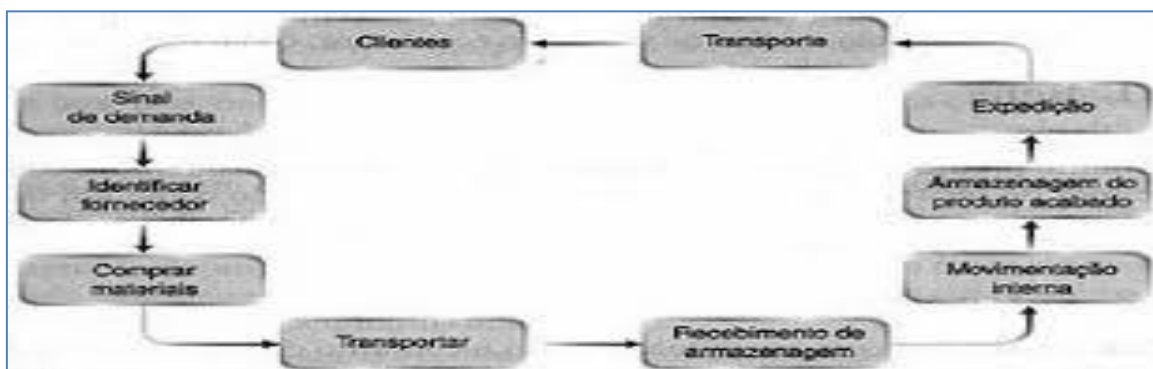 Clientes
Transporte
Sinal
de demanda
Expedição
Identificar
fornecedor
Armazenagem do
produto acabado
Comprar
materiais
Movimentação
interna
Transportar
Recebimento de
armazenagem